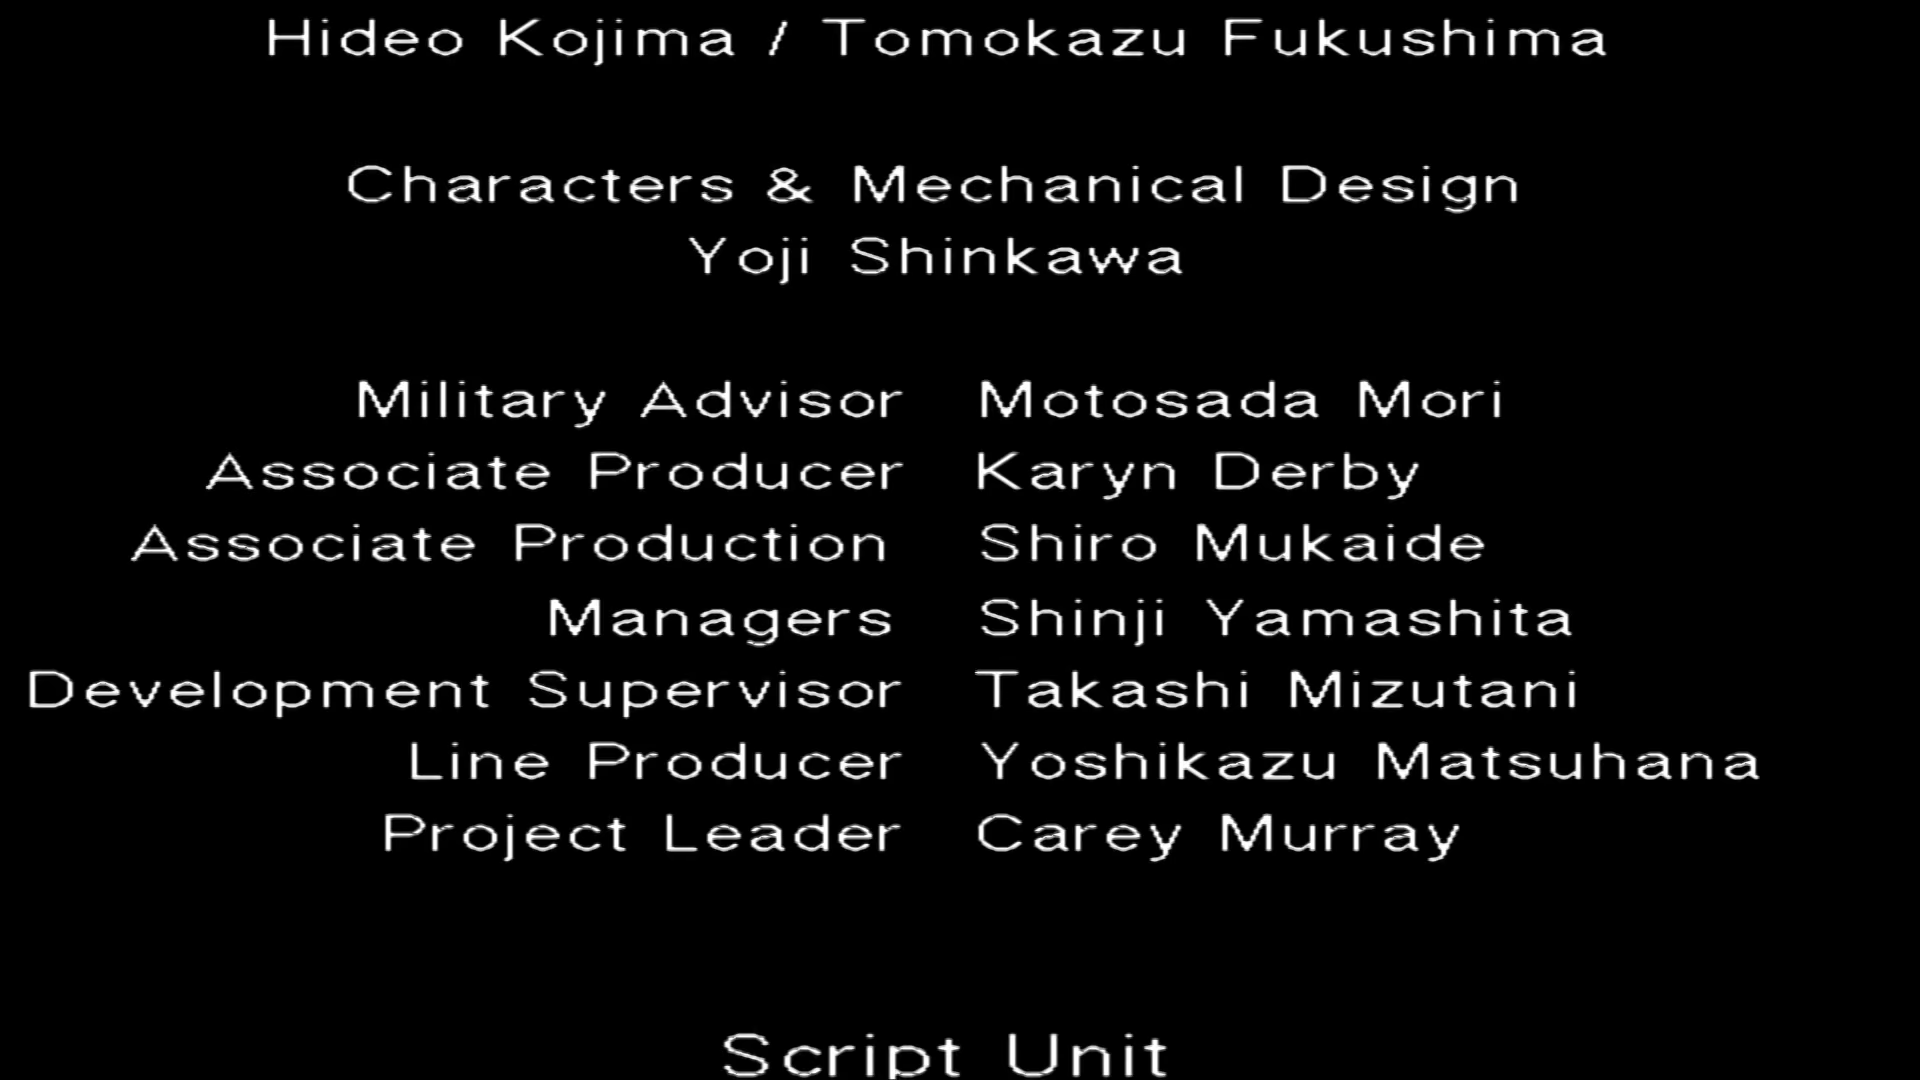 Hideo Kojima / Tomokazu Fukushima
Characters & Mechanical Design
Yoji Shinkawa
Military Advisor Motosada Mori
Associate Producer Karyn Derby
Associate Production Shiro Mukaide
Managers Shinji Yamashita
Development Supervisor Takashi Mizutani
Line Producer Yoshikazu Matsuhana
Project Leader Carey Murray
Script Unit